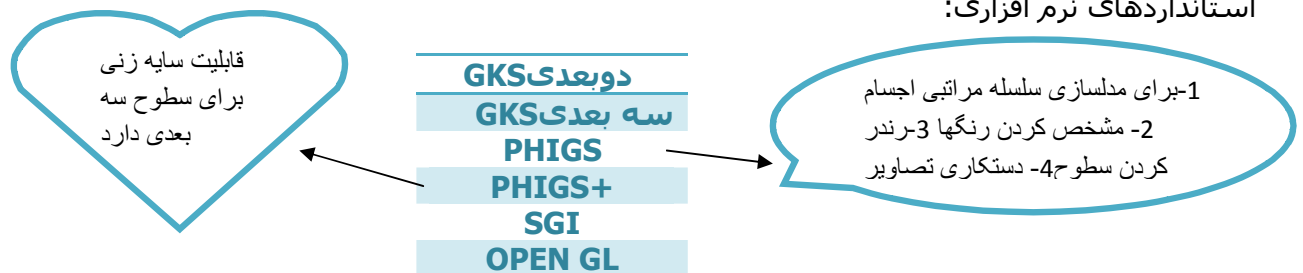 استانداردهای نرم افزاری:
1-برای مدلسازی سلسله مراتبی اجسام
2- مشخص کردن رنگها 3-رندر
کردن سطوح4- دستکاری تصاویر
دوبعدیGKS
سه بعدیGKS
PHIGS
PHIGS+
SGI
OPEN GL
قابلیت سایه زنی
برای سطوح سه
بعدی دارد